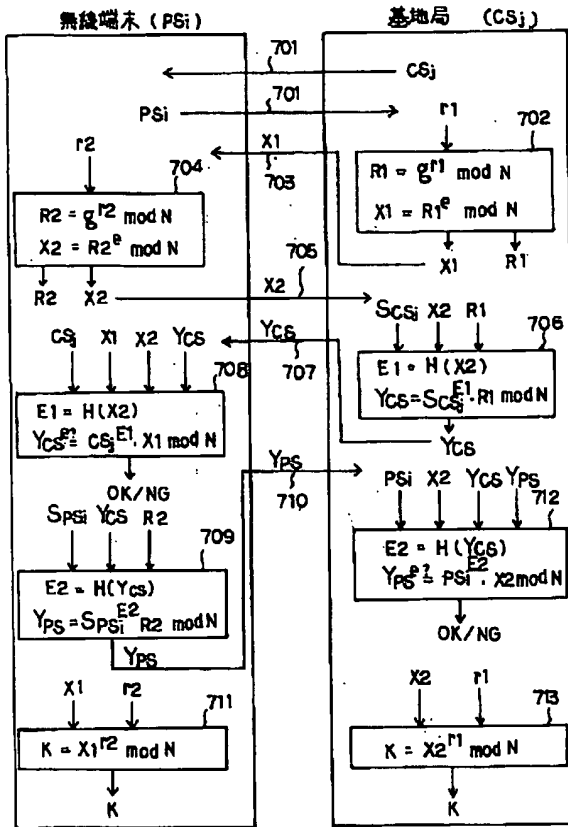 無線端末 (PSi)
基地局 (CSj)
701
CSj
PSi
701
r1
r2
X1
703
702
R1 = g^r1 mod N
X1 = R1^e mod N
X1
R1
704
R2 = g^r2 mod N
X2 = R2^e mod N
R2
X2
705
X2
SCSj X2 R1
706
E1 = H(X2)
YCS = SCSj^E1 · R1 mod N
YCS
YCS
707
CSj X1 X2 YCS
708
E1 = H(X2)
YCS^e ?= CSj^E1 · X1 mod N
OK/NG
SPSi YCS R2
709
E2 = H(YCS)
YPS = SPSi^E2 R2 mod N
YPS
YPS
710
PSi X2 YCS YPS
712
E2 = H(YCS)
YPS^e ?= PSi^E2 · X2 mod N
OK/NG
X1
r2
711
K = X1^r2 mod N
K
X2
r1
713
K = X2^r1 mod N
K